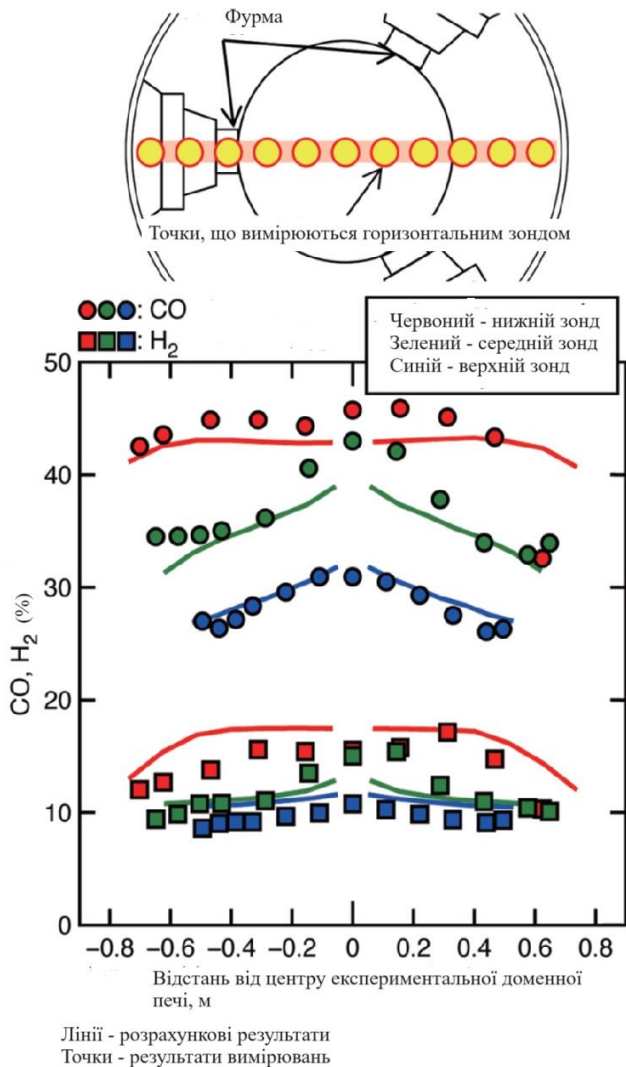 Фурма
Точки, що вимірюються горизонтальним зондом
: CO
: H₂
Червоний - нижній зонд
Зелений - середній зонд
Синій - верхній зонд
50
40
30
20
10
0
CO, H₂ (%)
−0.8 −0.6 −0.4 −0.2 0 0.2 0.4 0.6 0.8
Відстань від центру експериментальної доменної
печі, м
Лінії - розрахункові результати
Точки - результати вимірювань